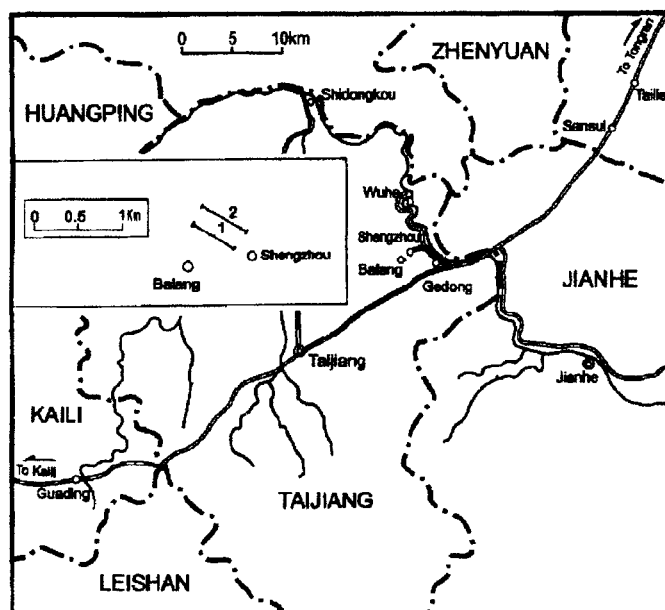 0 5 10km
ZHENYUAN
To Tongren
HUANGPING
Shidongkou
Sansui
Wuhe
0 0.5 1Km
2
1
Shengzhou
Shengzhou
Balang
Balang
Gedong
JIANHE
Taijiang
Jianhe
KAILI
To Kaili
Guading
TAIJIANG
LEISHAN